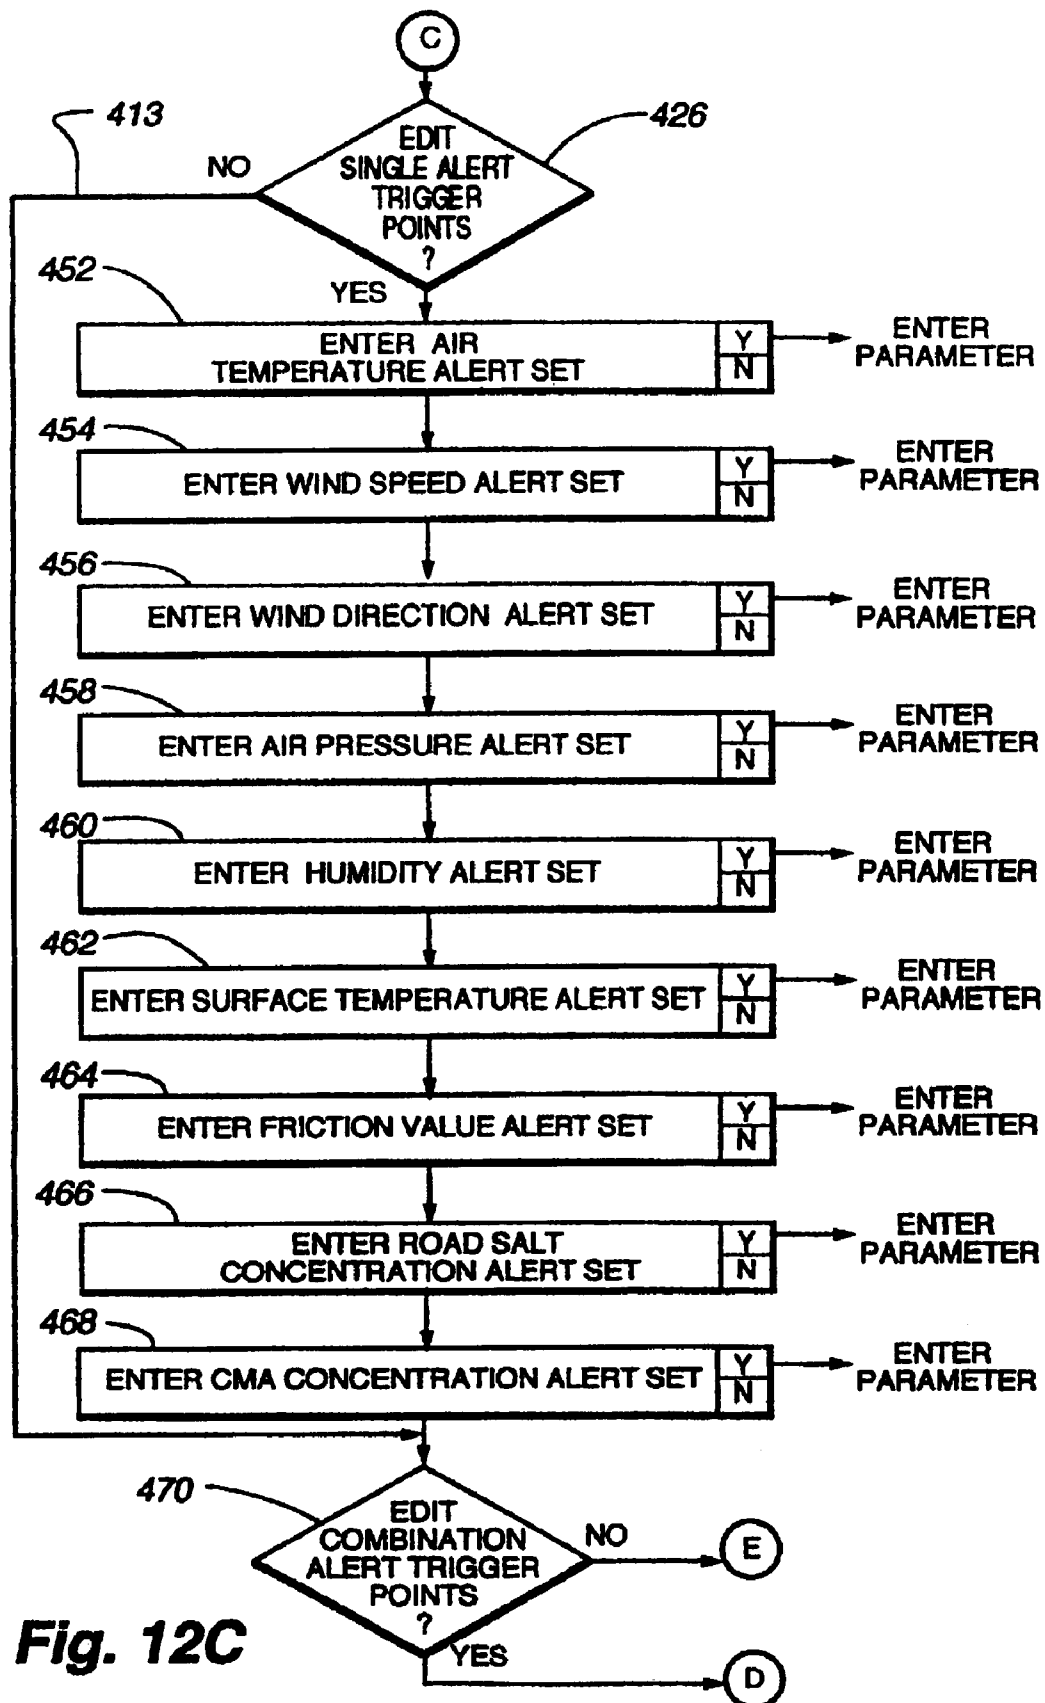 C
413
426
EDIT
SINGLE ALERT
TRIGGER
POINTS
?
NO
YES
452
ENTER AIR
TEMPERATURE ALERT SET
Y
N
ENTER
PARAMETER
454
ENTER WIND SPEED ALERT SET
Y
N
ENTER
PARAMETER
456
ENTER WIND DIRECTION ALERT SET
Y
N
ENTER
PARAMETER
458
ENTER AIR PRESSURE ALERT SET
Y
N
ENTER
PARAMETER
460
ENTER HUMIDITY ALERT SET
Y
N
ENTER
PARAMETER
462
ENTER SURFACE TEMPERATURE ALERT SET
Y
N
ENTER
PARAMETER
464
ENTER FRICTION VALUE ALERT SET
Y
N
ENTER
PARAMETER
466
ENTER ROAD SALT
CONCENTRATION ALERT SET
Y
N
ENTER
PARAMETER
468
ENTER CMA CONCENTRATION ALERT SET
Y
N
ENTER
PARAMETER
470
EDIT
COMBINATION
ALERT TRIGGER
POINTS
?
NO
E
YES
D
Fig. 12C